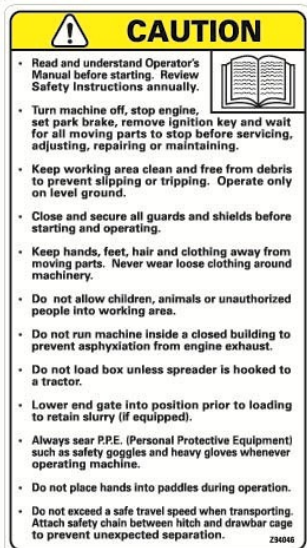 CAUTION
• Read and understand Operator's
Manual before starting. Review
Safety Instructions annually.
• Turn machine off, stop engine,
set park brake, remove ignition key and wait
for all moving parts to stop before servicing,
adjusting, repairing or maintaining.
• Keep working area clean and free from debris
to prevent slipping or tripping. Operate only
on level ground.
• Close and secure all guards and shields before
starting and operating.
• Keep hands, feet, hair and clothing away from
moving parts. Never wear loose clothing around
machinery.
• Do not allow children, animals or unauthorized
people into working area.
• Do not run machine inside a closed building to
prevent asphyxiation from engine exhaust.
• Do not load box unless spreader is hooked to
a tractor.
• Lower end gate into position prior to loading
to retain slurry (if equipped).
• Always sear P.P.E. (Personal Protective Equipment)
such as safety goggles and heavy gloves whenever
operating machine.
• Do not place hands into paddles during operation.
• Do not exceed a safe travel speed when transporting.
Attach safety chain between hitch and drawbar cage
to prevent unexpected separation.
Z94046